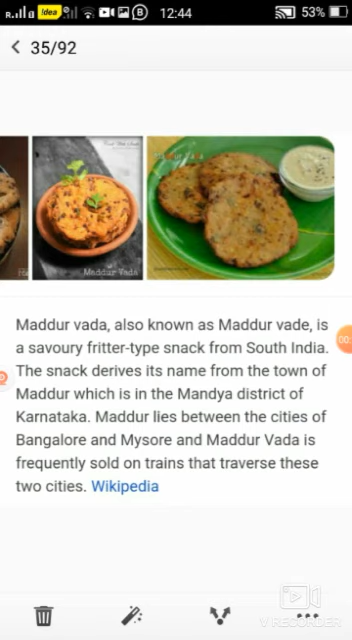 R
Idea
B
12:44
53%
35/92
Maddur Vada
Maddur vada, also known as Maddur vade, is
a savoury fritter-type snack from South India.
The snack derives its name from the town of
Maddur which is in the Mandya district of
Karnataka. Maddur lies between the cities of
Bangalore and Mysore and Maddur Vada is
frequently sold on trains that traverse these
two cities. Wikipedia
V RECORDER